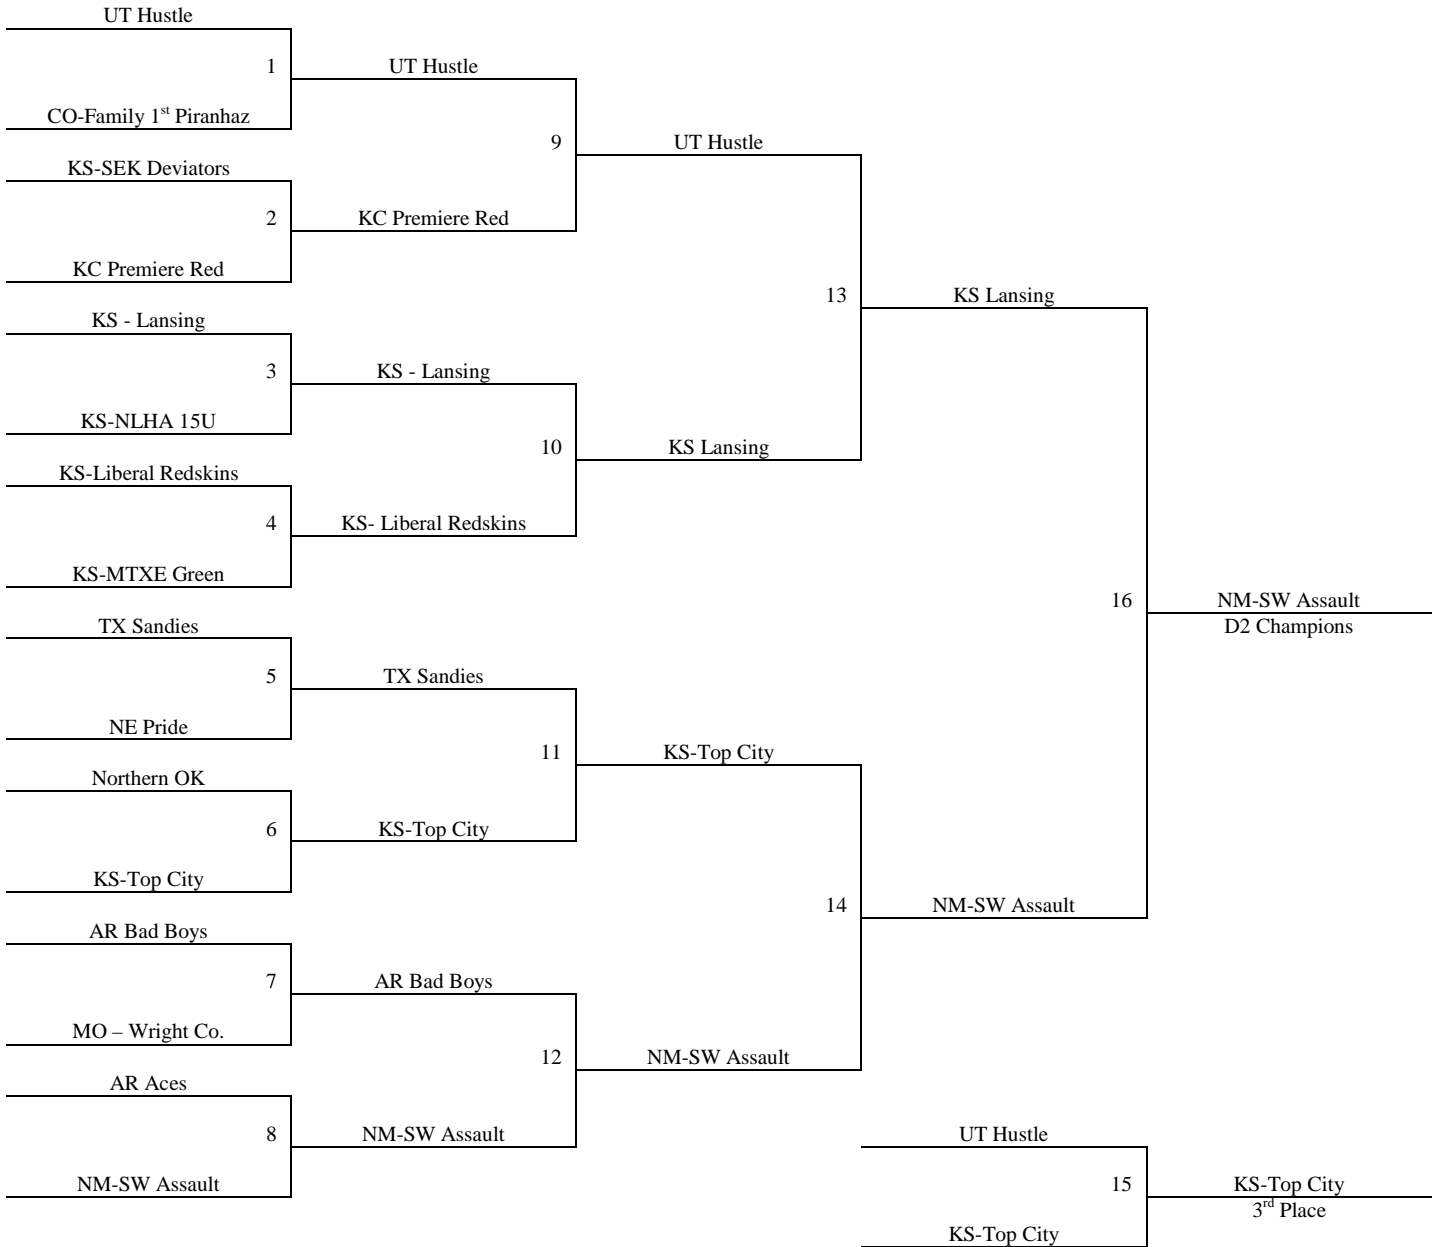 UT Hustle
1
UT Hustle
CO-Family 1st Piranhaz
9
UT Hustle
KS-SEK Deviators
2
KC Premiere Red
KC Premiere Red
13
KS Lansing
KS - Lansing
3
KS - Lansing
KS-NLHA 15U
10
KS Lansing
KS-Liberal Redskins
4
KS- Liberal Redskins
KS-MTXE Green
16
NM-SW Assault
D2 Champions
TX Sandies
5
TX Sandies
NE Pride
11
KS-Top City
Northern OK
6
KS-Top City
KS-Top City
14
NM-SW Assault
AR Bad Boys
7
AR Bad Boys
MO – Wright Co.
12
NM-SW Assault
AR Aces
8
NM-SW Assault
NM-SW Assault
UT Hustle
15
KS-Top City
3rd Place
KS-Top City